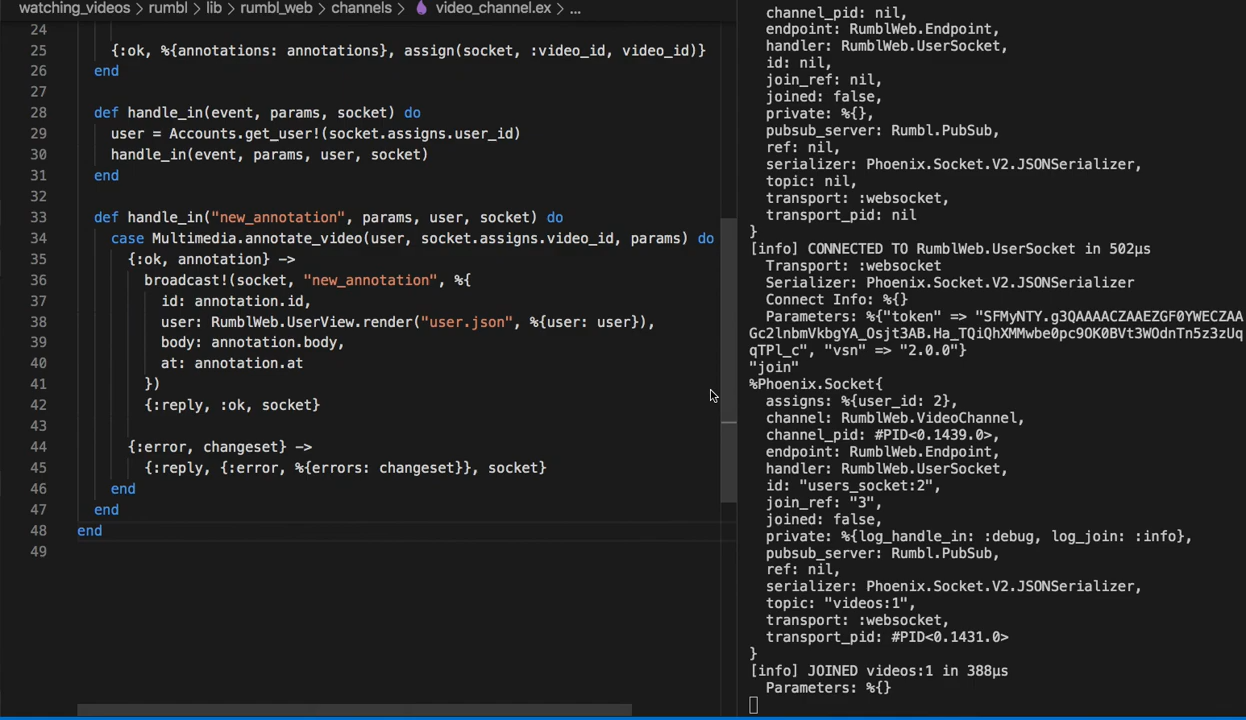 watching_videos > rumbl > lib > rumbl_web > channels > video_channel.ex > ...
24
25 {:ok, %{annotations: annotations}, assign(socket, :video_id, video_id)}
26 end
27
28 def handle_in(event, params, socket) do
29 user = Accounts.get_user!(socket.assigns.user_id)
30 handle_in(event, params, user, socket)
31 end
32
33 def handle_in("new_annotation", params, user, socket) do
34 case Multimedia.annotate_video(user, socket.assigns.video_id, params) do
35 {:ok, annotation} ->
36 broadcast!(socket, "new_annotation", %{
37 id: annotation.id,
38 user: RumblWeb.UserView.render("user.json", %{user: user}),
39 body: annotation.body,
40 at: annotation.at
41 })
42 {:reply, :ok, socket}
43
44 {:error, changeset} ->
45 {:reply, {:error, %{errors: changeset}}, socket}
46 end
47 end
48 end
49
channel_pid: nil,
endpoint: RumblWeb.Endpoint,
handler: RumblWeb.UserSocket,
id: nil,
join_ref: nil,
joined: false,
private: %{},
pubsub_server: Rumbl.PubSub,
ref: nil,
serializer: Phoenix.Socket.V2.JSONSerializer,
topic: nil,
transport: :websocket,
transport_pid: nil
}
[info] CONNECTED TO RumblWeb.UserSocket in 502µs
Transport: :websocket
Serializer: Phoenix.Socket.V2.JSONSerializer
Connect Info: %{}
Parameters: %{"token" => "SFMyNTY.g3QAAAACZAAEZGF0YWECZAA
Gc2lnbmVkbgYA_Osjt3AB.Ha_TQiQhXMMwbe0pc9OK0BVt3WOdnTn5z3zUq
qTPl_c", "vsn" => "2.0.0"}
"join"
%Phoenix.Socket{
assigns: %{user_id: 2},
channel: RumblWeb.VideoChannel,
channel_pid: #PID<0.1439.0>,
endpoint: RumblWeb.Endpoint,
handler: RumblWeb.UserSocket,
id: "users_socket:2",
join_ref: "3",
joined: false,
private: %{log_handle_in: :debug, log_join: :info},
pubsub_server: Rumbl.PubSub,
ref: nil,
serializer: Phoenix.Socket.V2.JSONSerializer,
topic: "videos:1",
transport: :websocket,
transport_pid: #PID<0.1431.0>
}
[info] JOINED videos:1 in 388µs
Parameters: %{}